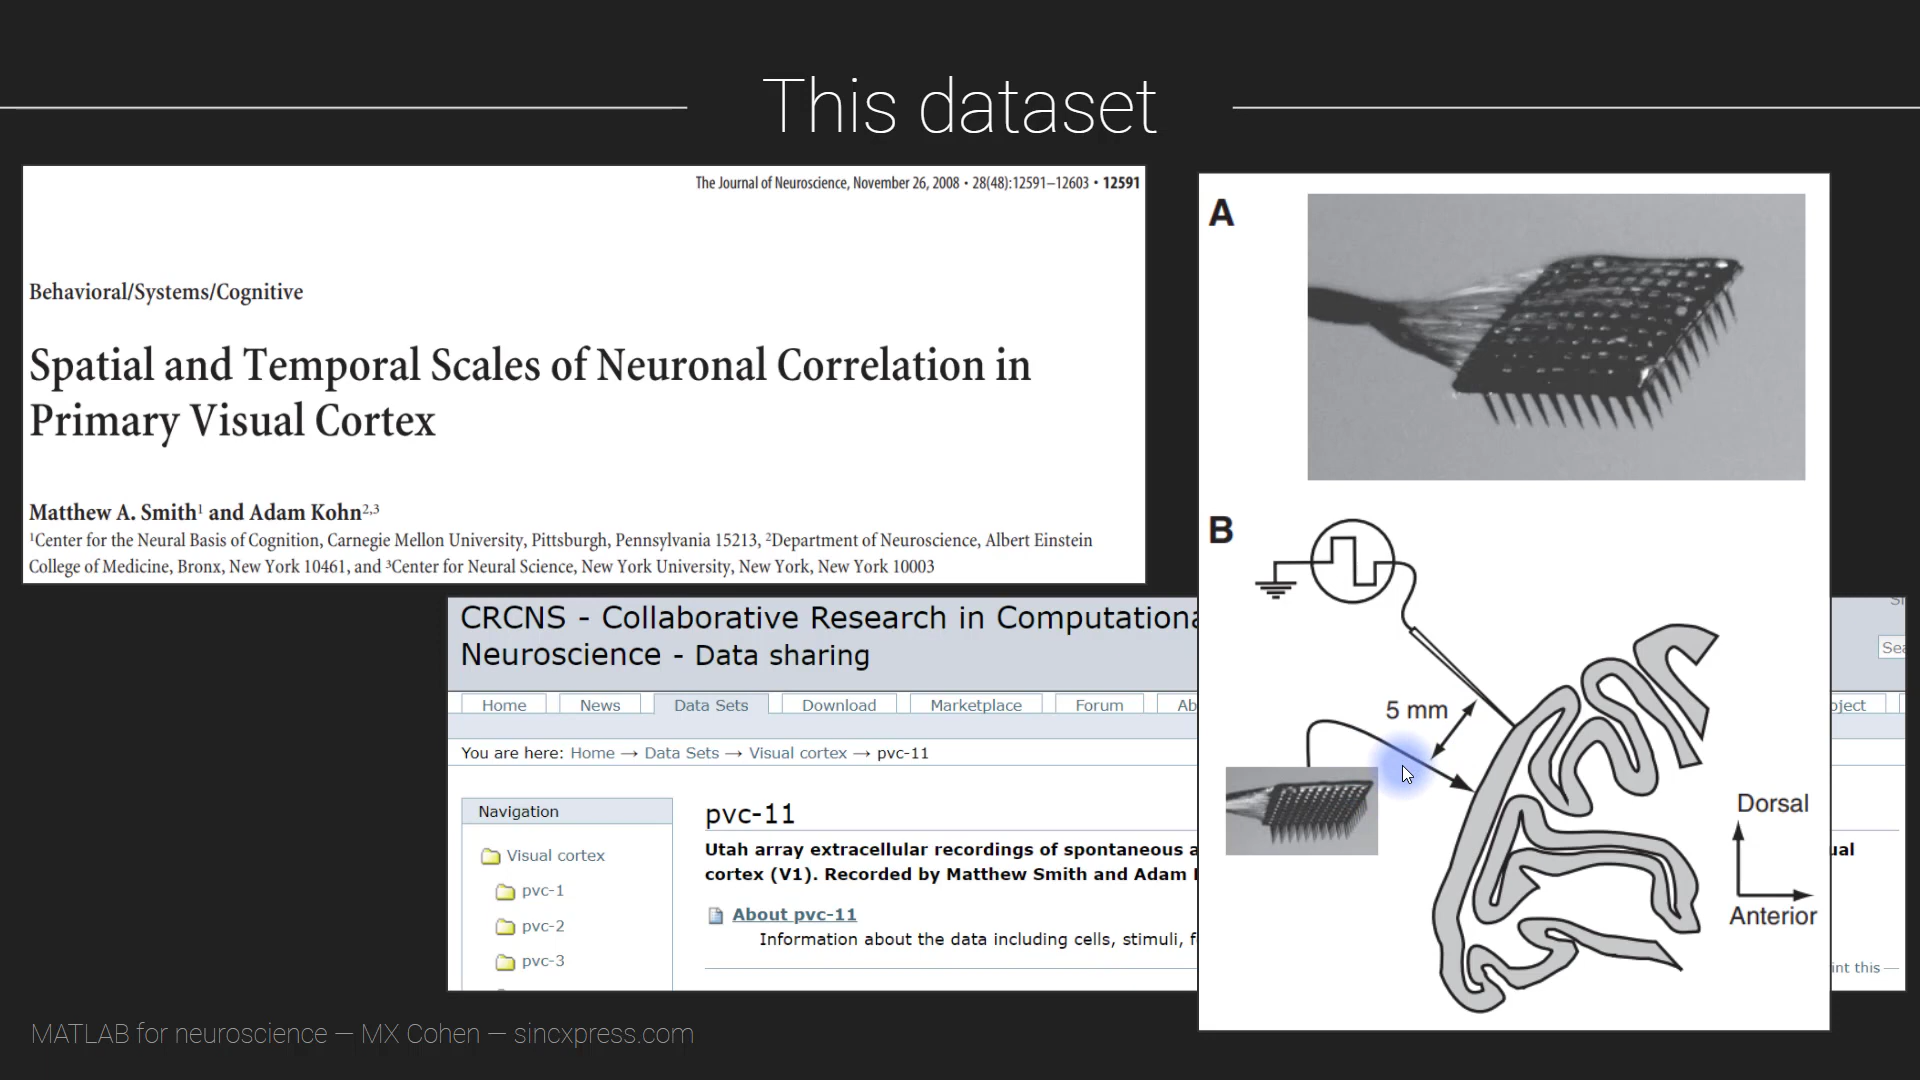 This dataset
The Journal of Neuroscience, November 26, 2008 • 28(48):12591–12603 • 12591
Behavioral/Systems/Cognitive
Spatial and Temporal Scales of Neuronal Correlation in
Primary Visual Cortex
Matthew A. Smith1 and Adam Kohn2,3
1Center for the Neural Basis of Cognition, Carnegie Mellon University, Pittsburgh, Pennsylvania 15213, 2Department of Neuroscience, Albert Einstein
College of Medicine, Bronx, New York 10461, and 3Center for Neural Science, New York University, New York, New York 10003
A
B
5 mm
Dorsal
Anterior
CRCNS - Collaborative Research in Computationa
Neuroscience - Data sharing
Home News Data Sets Download Marketplace Forum Ab
You are here: Home → Data Sets → Visual cortex → pvc-11
Navigation
Visual cortex
pvc-1
pvc-2
pvc-3
pvc-11
Utah array extracellular recordings of spontaneous a
cortex (V1). Recorded by Matthew Smith and Adam
About pvc-11
Information about the data including cells, stimuli, f
Sea
oject
ual
int this —
MATLAB for neuroscience — MX Cohen — sincxpress.com